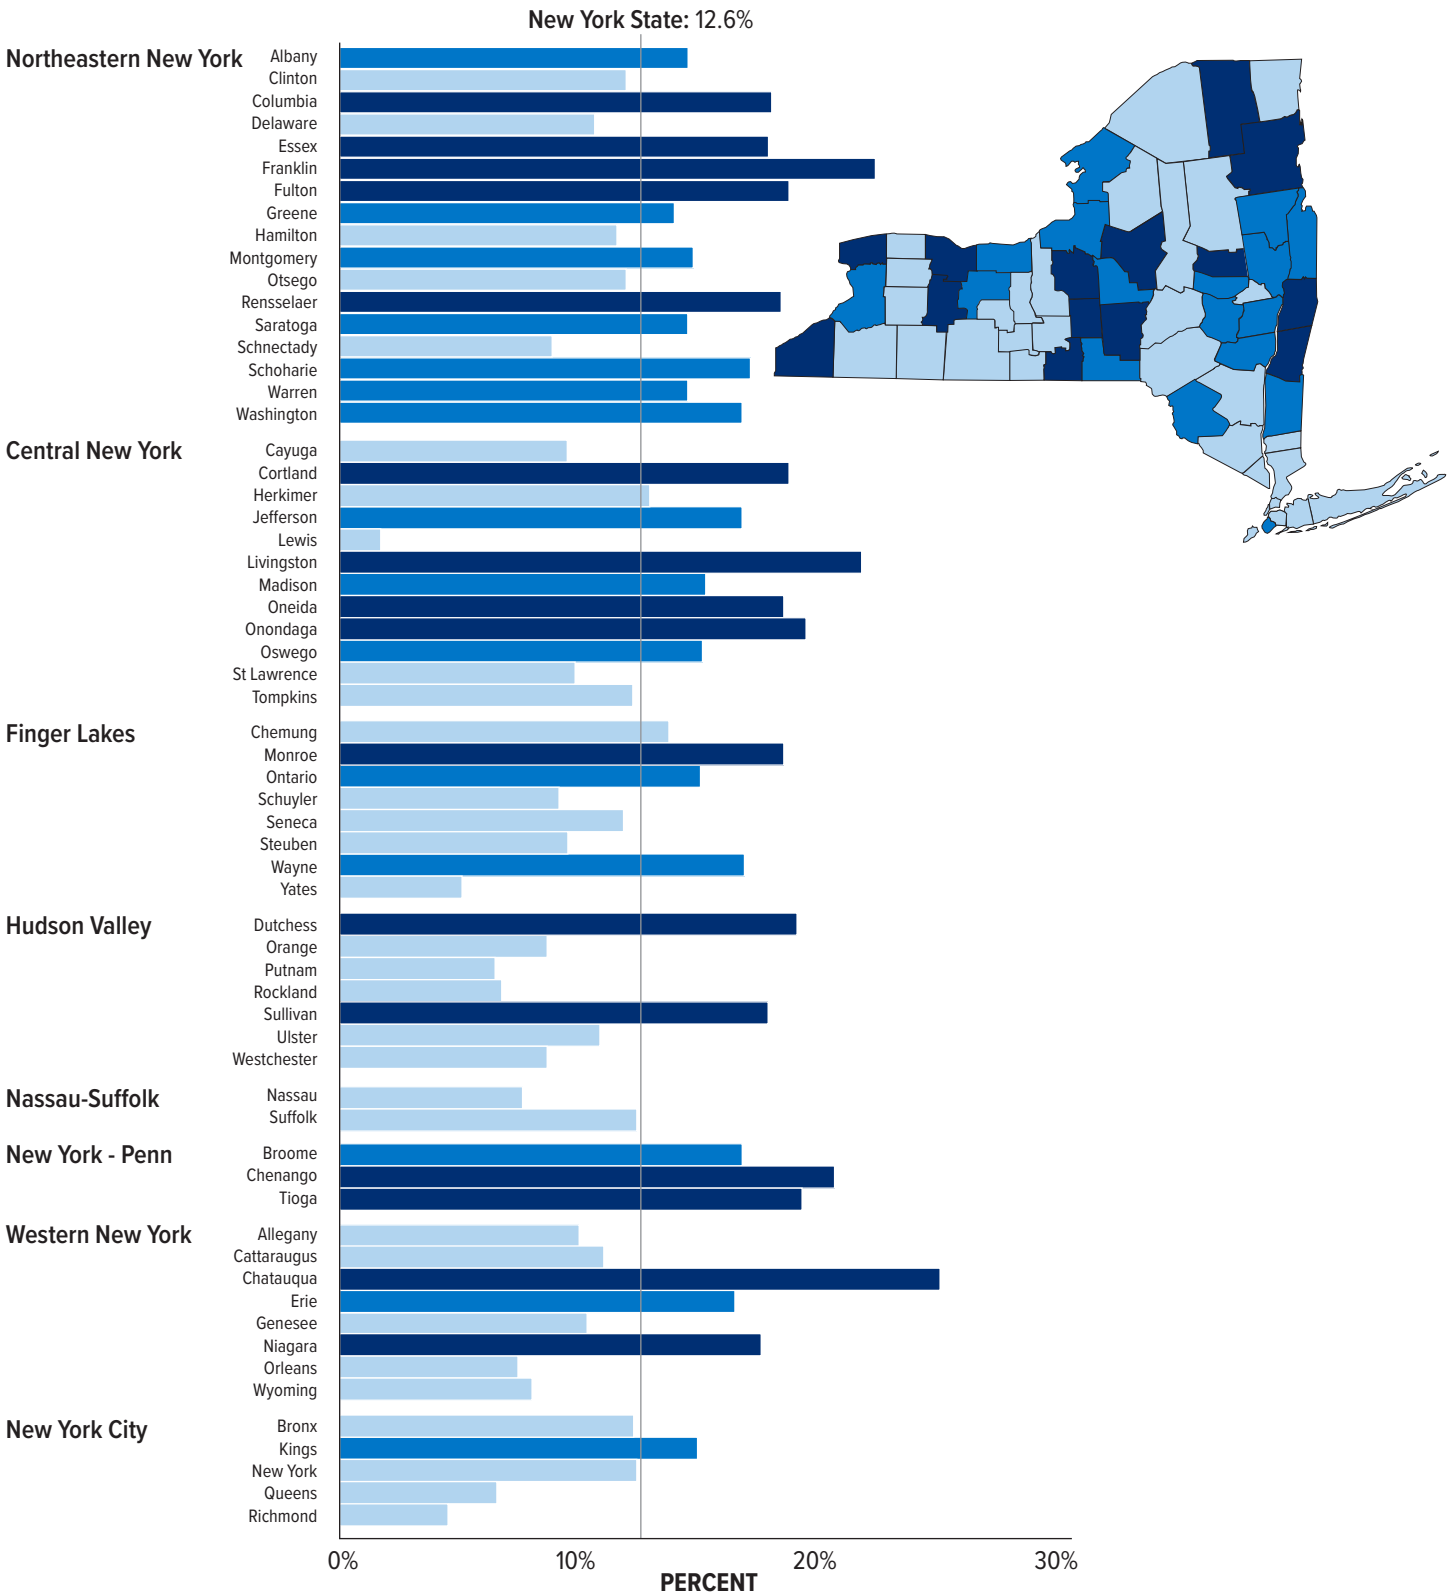 New York State: 12.6%
Northeastern New York
Albany
Clinton
Columbia
Delaware
Essex
Franklin
Fulton
Greene
Hamilton
Montgomery
Otsego
Rensselaer
Saratoga
Schnectady
Schoharie
Warren
Washington
Central New York
Cayuga
Cortland
Herkimer
Jefferson
Lewis
Livingston
Madison
Oneida
Onondaga
Oswego
St Lawrence
Tompkins
Finger Lakes
Chemung
Monroe
Ontario
Schuyler
Seneca
Steuben
Wayne
Yates
Hudson Valley
Dutchess
Orange
Putnam
Rockland
Sullivan
Ulster
Westchester
Nassau-Suffolk
Nassau
Suffolk
New York - Penn
Broome
Chenango
Tioga
Western New York
Allegany
Cattaraugus
Chatauqua
Erie
Genesee
Niagara
Orleans
Wyoming
New York City
Bronx
Kings
New York
Queens
Richmond
0% 10% 20% 30%
PERCENT